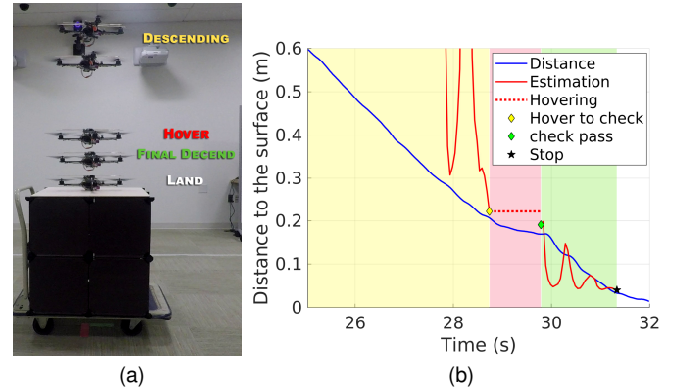 DESCENDING
HOVER
FINAL DECEND
LAND
(a)
Distance to the surface (m)
0.6
0.5
0.4
0.3
0.2
0.1
0
26
28
30
32
Time (s)
Distance
Estimation
Hovering
Hover to check
check pass
Stop
(b)